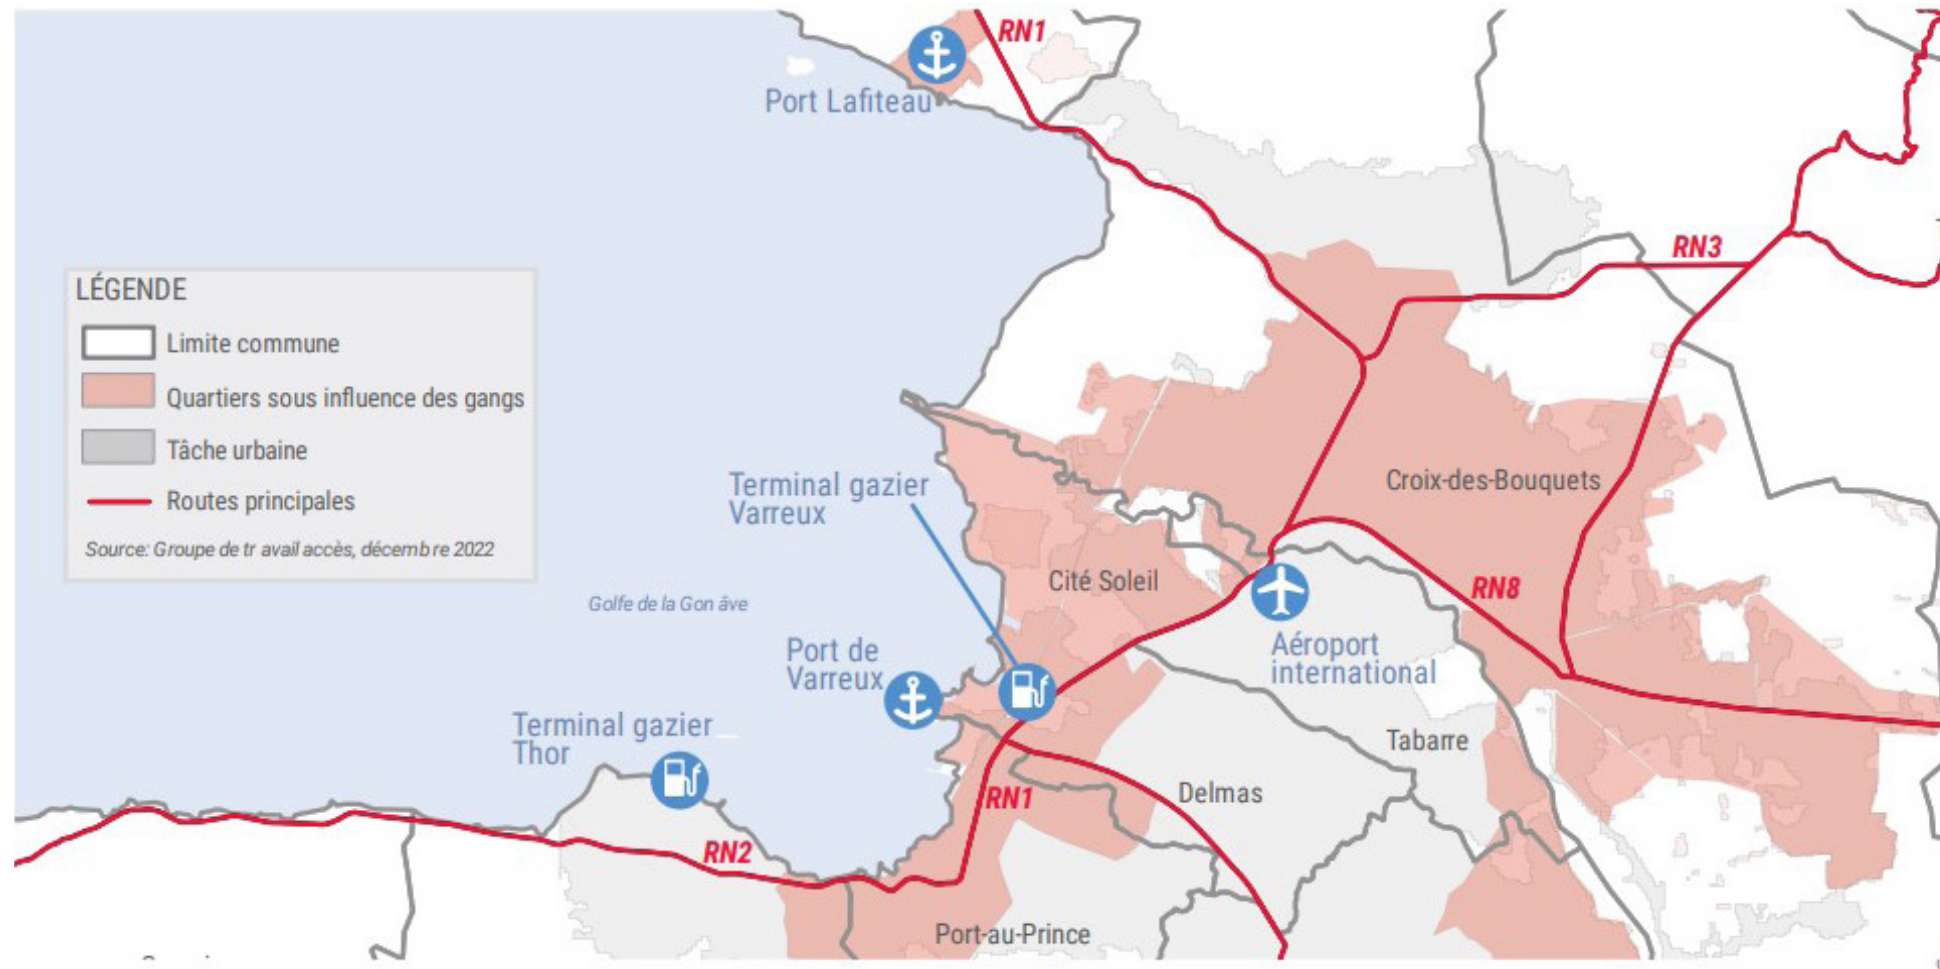 RN1
Port Lafiteau
RN3
LÉGENDE
Limite commune
Quartiers sous influence des gangs
Tâche urbaine
Routes principales
Source: Groupe de tr avail accès, décembre 2022
Terminal gazier
Varreux
Croix-des-Bouquets
Cité Soleil
RN8
Golfe de la Gon âve
Port de
Varreux
Aéroport
international
Terminal gazier
Thor
Tabarre
Delmas
RN1
RN2
Port-au-Prince